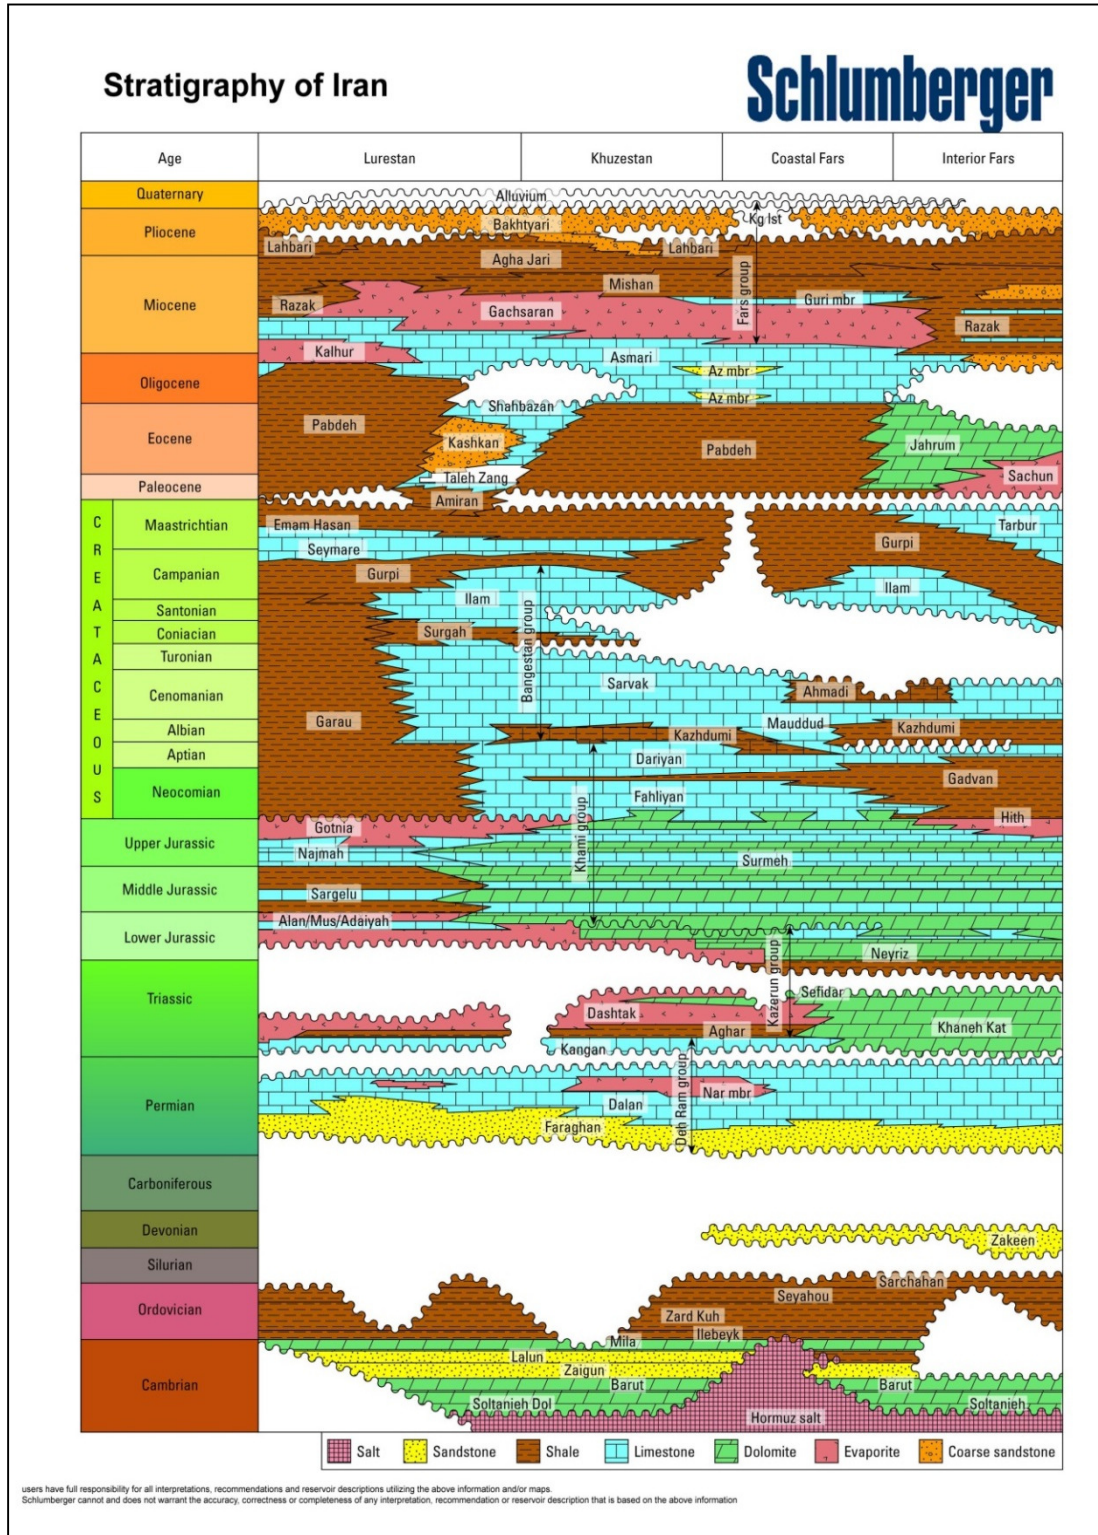 Stratigraphy of Iran
Schlumberger
Age
Lurestan
Khuzestan
Coastal Fars
Interior Fars
Quaternary
Alluvium
Kg lst
Pliocene
Bakhtyari
Lahbari
Lahbari
Agha Jari
Miocene
Mishan
Fars group
Razak
Gachsaran
Guri mbr
Razak
Kalhur
Asmari
Oligocene
Az mbr
Az mbr
Eocene
Pabdeh
Shahbazan
Kashkan
Pabdeh
Jahrum
Taleh Zang
Sachun
Paleocene
Amiran
CREATACEOUS
Maastrichtian
Emam Hasan
Tarbur
Seymare
Gurpi
Campanian
Gurpi
Ilam
Ilam
Santonian
Bangestan group
Coniacian
Surgah
Turonian
Cenomanian
Sarvak
Ahmadi
Garau
Mauddud
Albian
Kazhdumi
Kazhdumi
Aptian
Dariyan
Gadvan
Neocomian
Fahliyan
Hith
Gotnia
Upper Jurassic
Khami group
Najmah
Surmeh
Middle Jurassic
Sargelu
Alan/Mus/Adaiyah
Lower Jurassic
Neyriz
Kazerun group
Triassic
Sefidar
Dashtak
Aghar
Khaneh Kat
Kangan
Permian
Nar mbr
Dalan
Deh Ram group
Faraghan
Carboniferous
Devonian
Zakeen
Silurian
Sarchahan
Seyahou
Ordovician
Zard Kuh
Ilebeyk
Mila
Lalun
Zaigun
Cambrian
Barut
Barut
Soltanieh Dol
Soltanieh
Hormuz salt
Salt
Sandstone
Shale
Limestone
Dolomite
Evaporite
Coarse sandstone
users have full responsibility for all interpretations, recommendations and reservoir descriptions utilizing the above information and/or maps.
Schlumberger cannot and does not warrant the accuracy, correctness or completeness of any interpretation, recommendation or reservoir description that is based on the above information